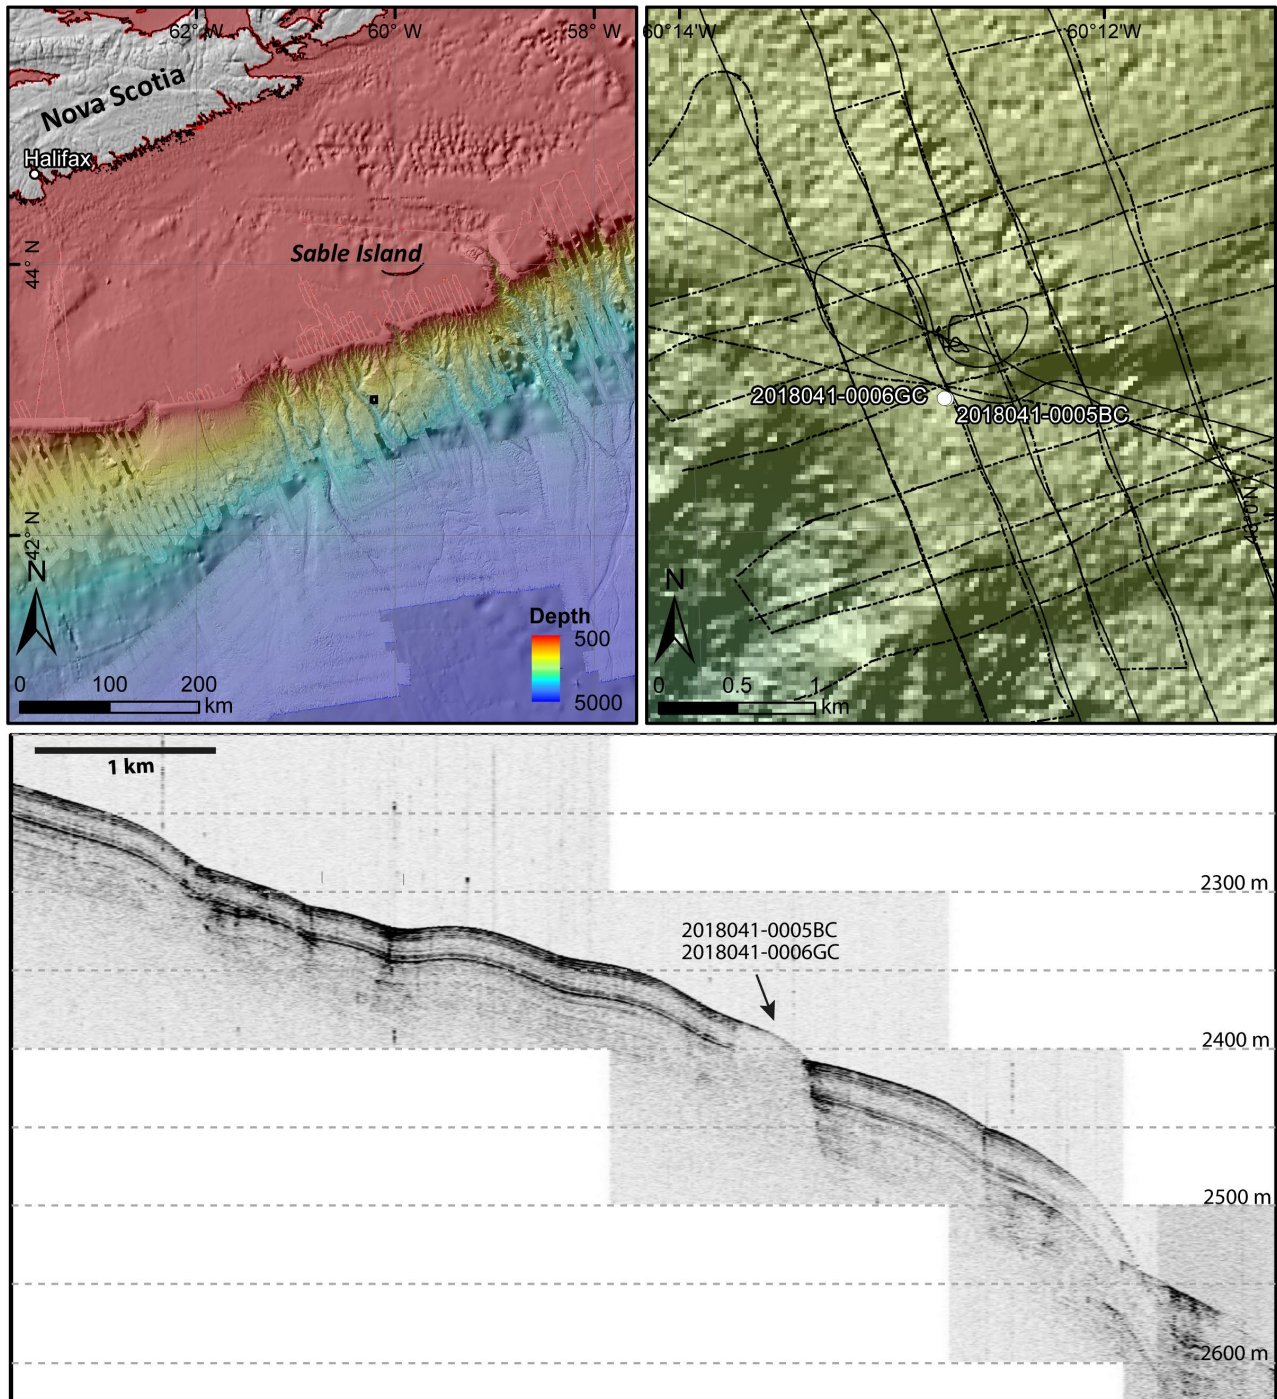 62° W
60° W
58° W
Nova Scotia
Halifax
Sable Island
44° N
42° N
N
Depth
500
5000
0 100 200
km
60°14'W
60°12'W
2018041-0006GC
2018041-0005BC
N
0 0.5 1
km
1 km
2300 m
2018041-0005BC
2018041-0006GC
2400 m
2500 m
2600 m